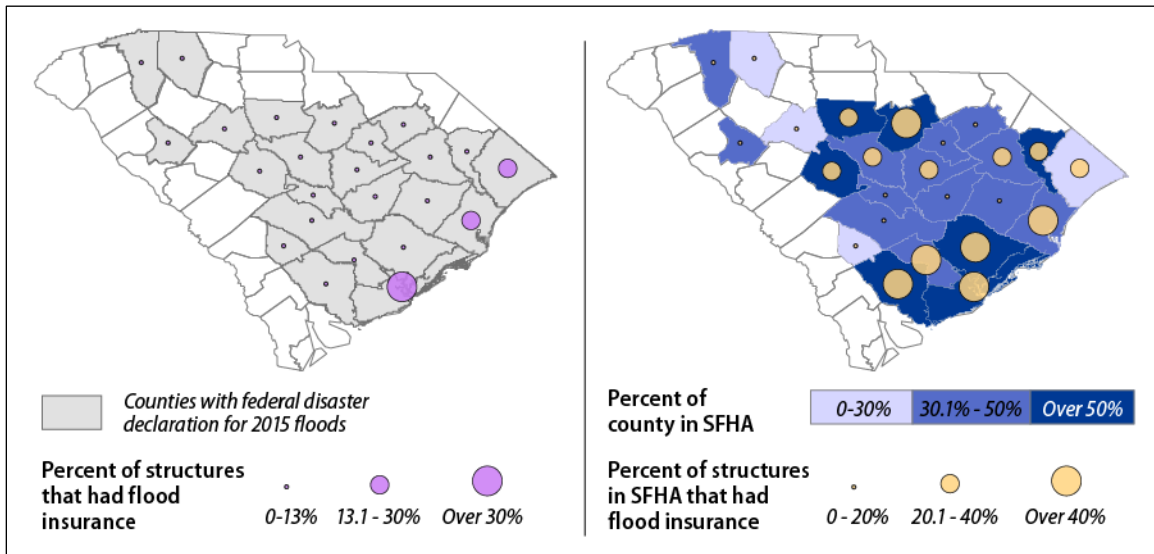 Counties with federal disaster
declaration for 2015 floods
Percent of structures
that had flood
insurance
0-13%
13.1 - 30%
Over 30%
Percent of
county in SFHA
0-30%
30.1% - 50%
Over 50%
Percent of structures
in SFHA that had
flood insurance
0 - 20%
20.1 - 40%
Over 40%